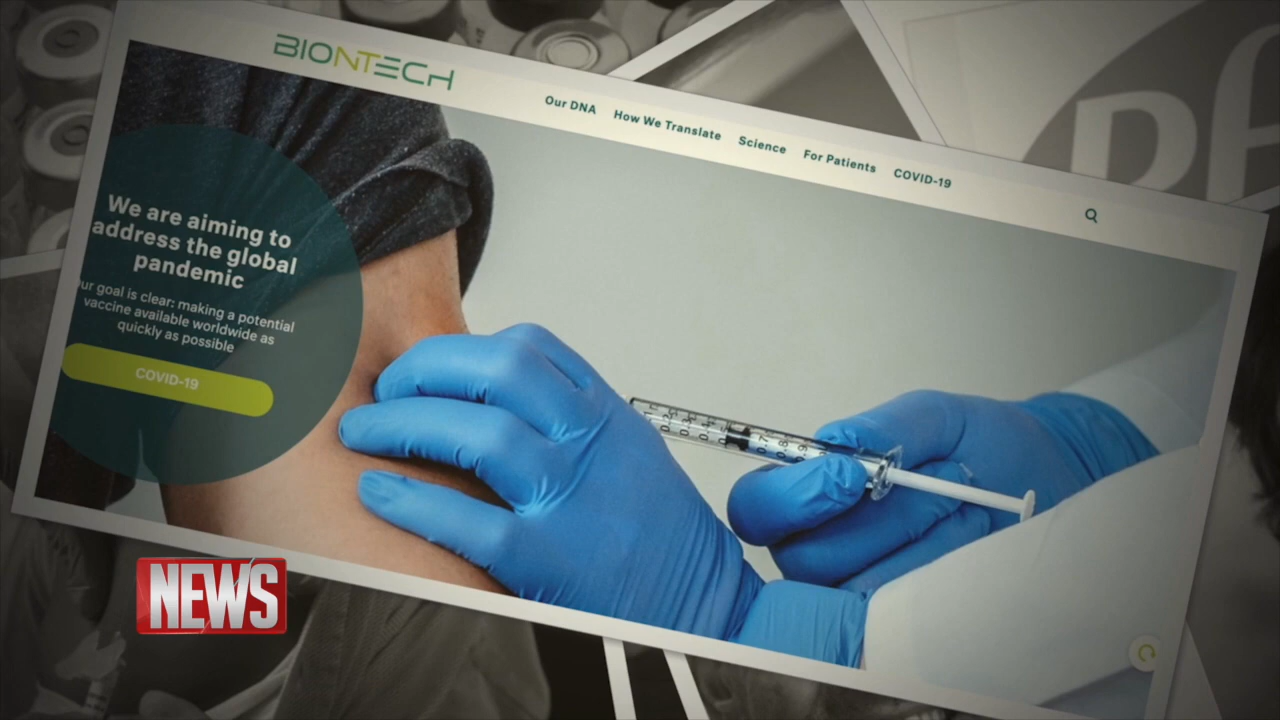 BIONTECH
Our DNA How We Translate Science For Patients COVID-19
We are aiming to
address the global
pandemic
ur goal is clear: making a potential
vaccine available worldwide as
quickly as possible
COVID-19
NEWS